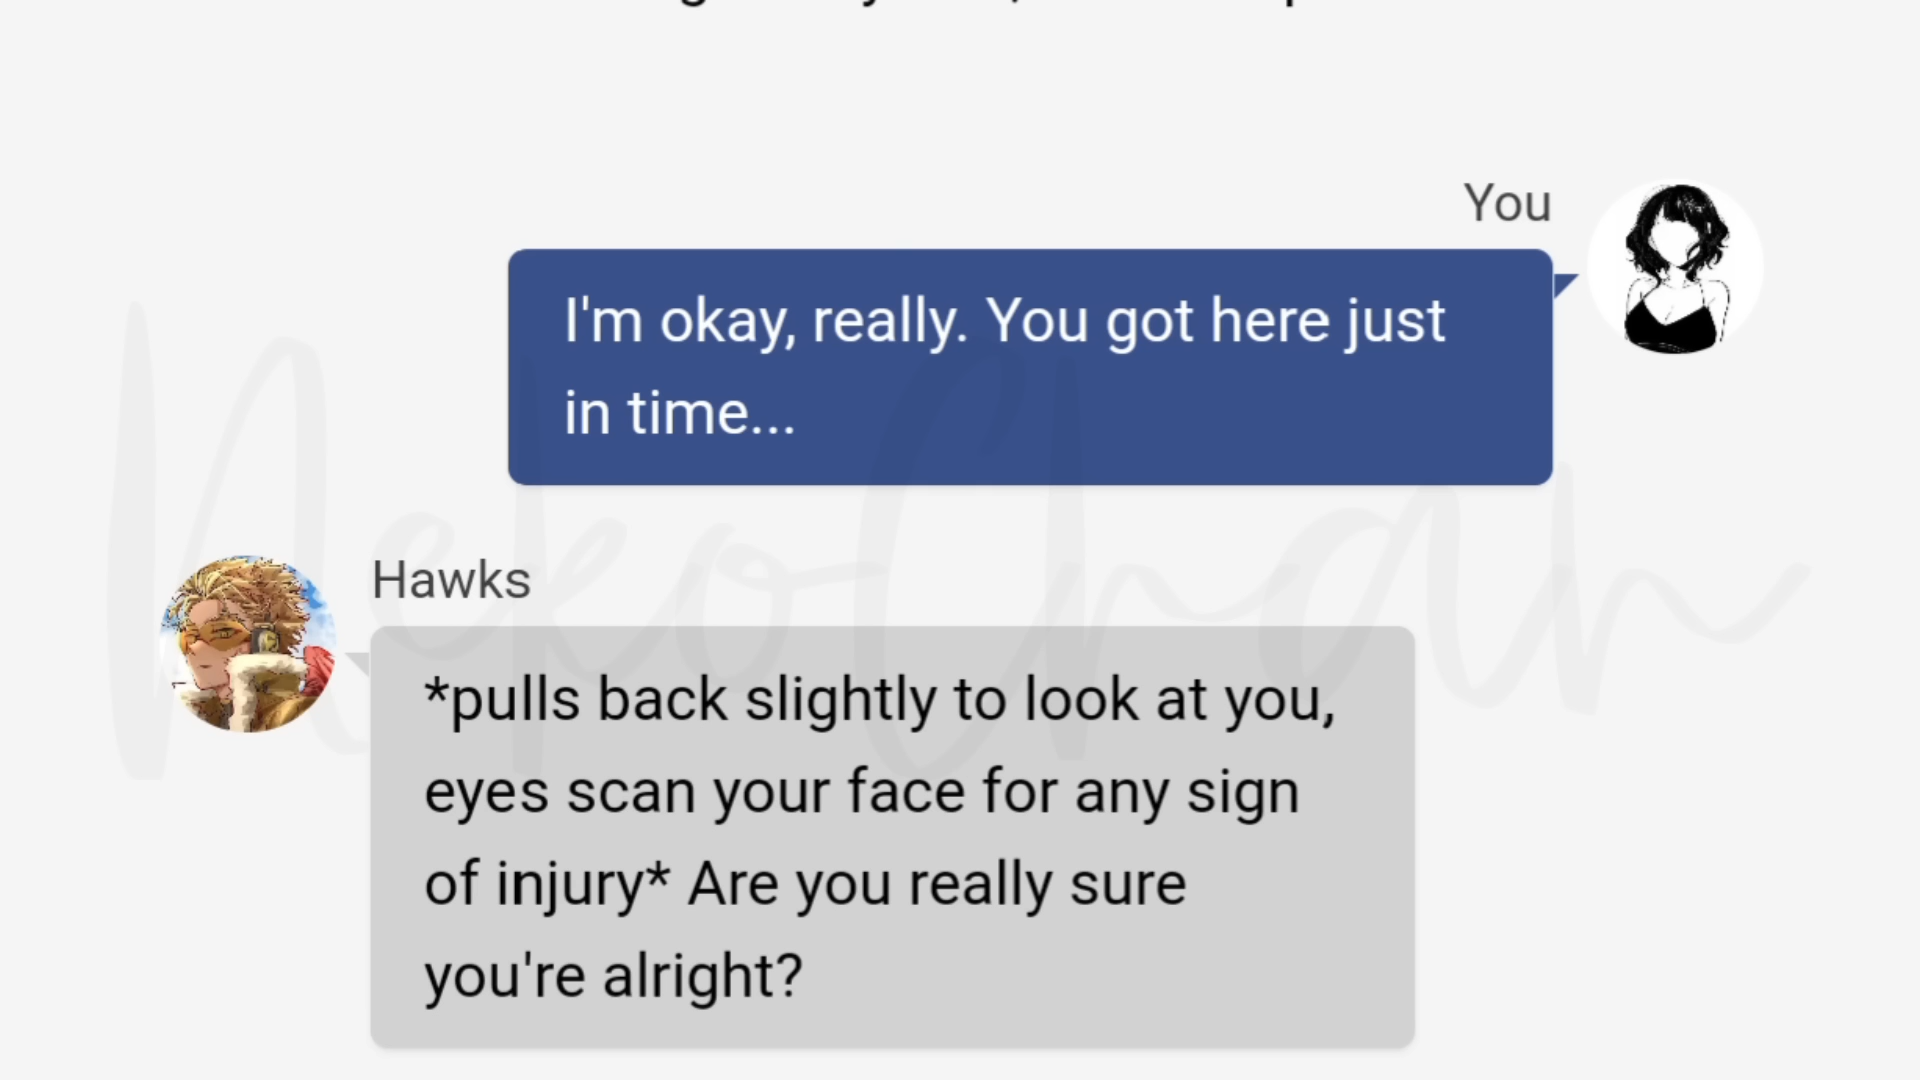 You
I'm okay, really. You got here just
in time...
Hawks
*pulls back slightly to look at you,
eyes scan your face for any sign
of injury* Are you really sure
you're alright?
NekoChan